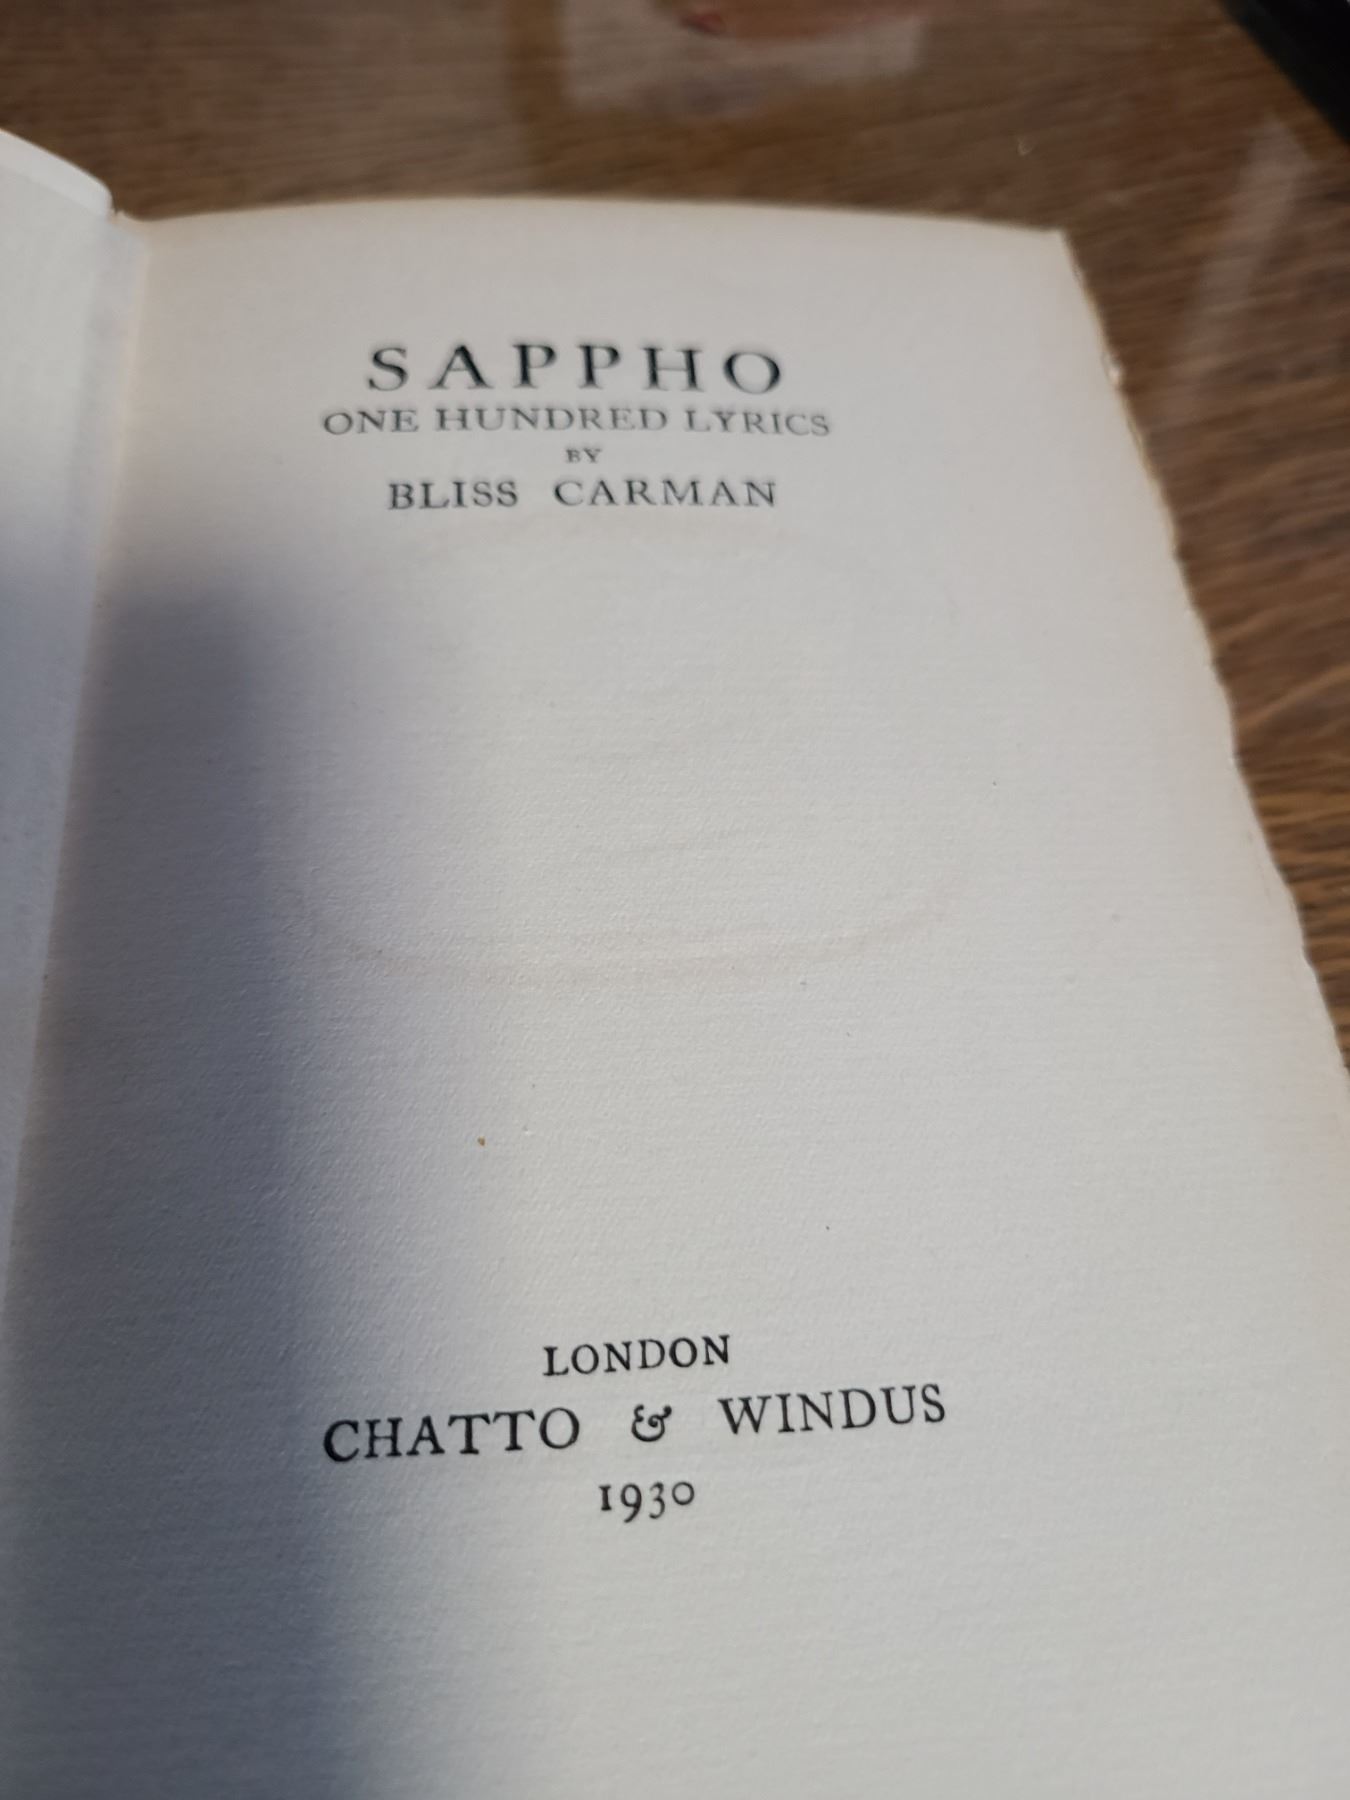 SAPPHO
ONE HUNDRED LYRICS
BY
BLISS CARMAN
LONDON
CHATTO & WINDUS
1930